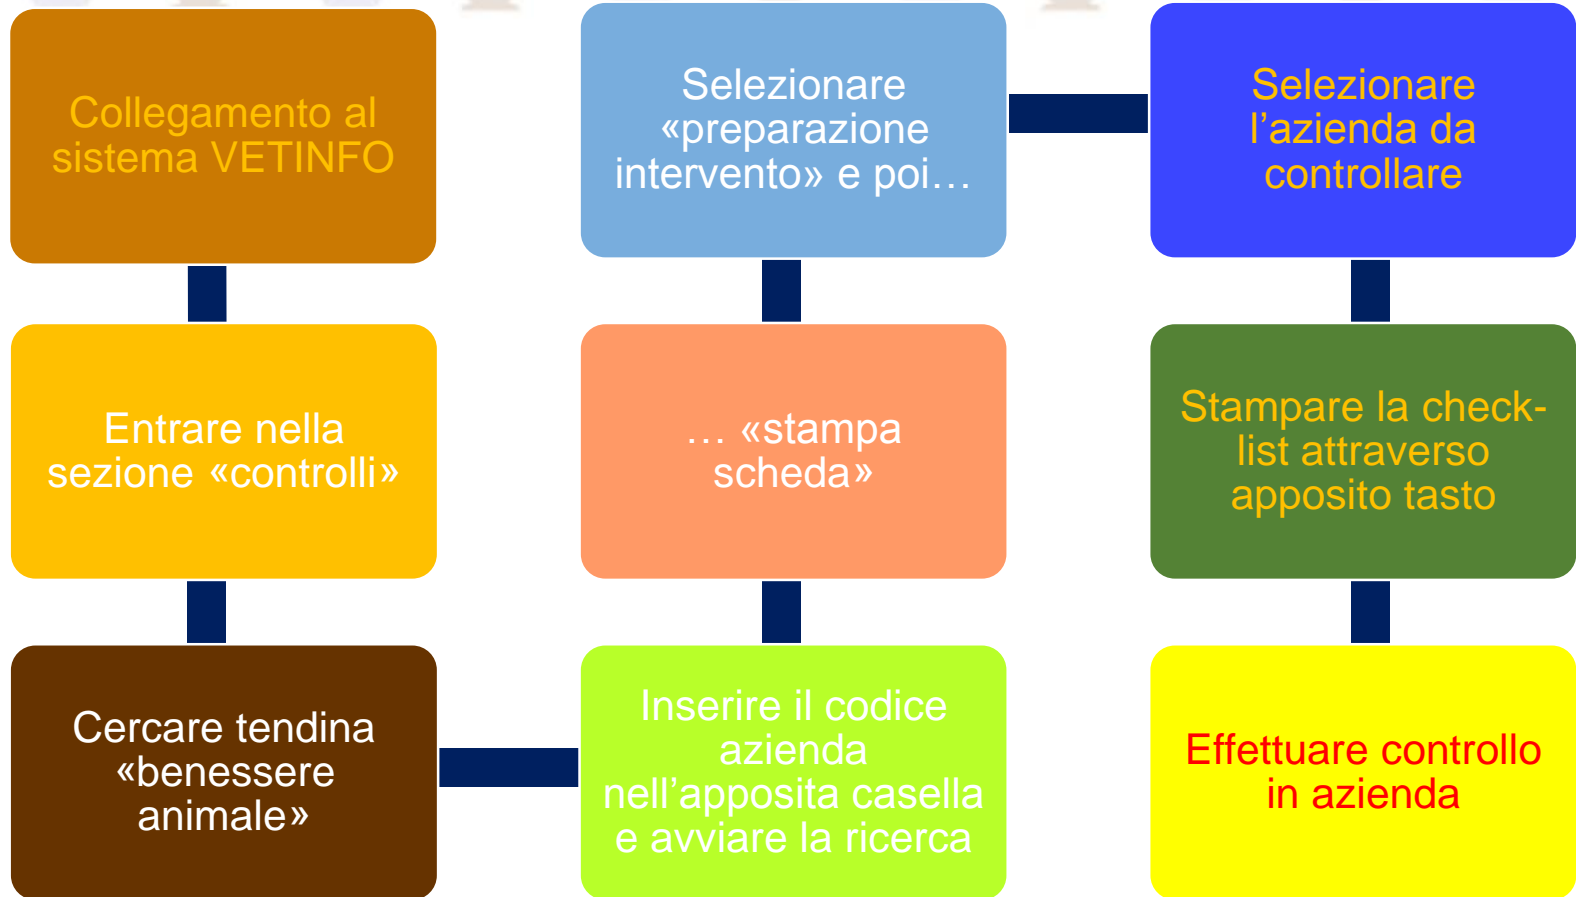 Collegamento al
sistema VETINFO
Entrare nella
sezione «controlli»
Cercare tendina
«benessere
animale»
Inserire il codice
azienda
nell’apposita casella
e avviare la ricerca
… «stampa
scheda»
Selezionare
«preparazione
intervento» e poi…
Selezionare
l’azienda da
controllare
Stampare la check-
list attraverso
apposito tasto
Effettuare controllo
in azienda